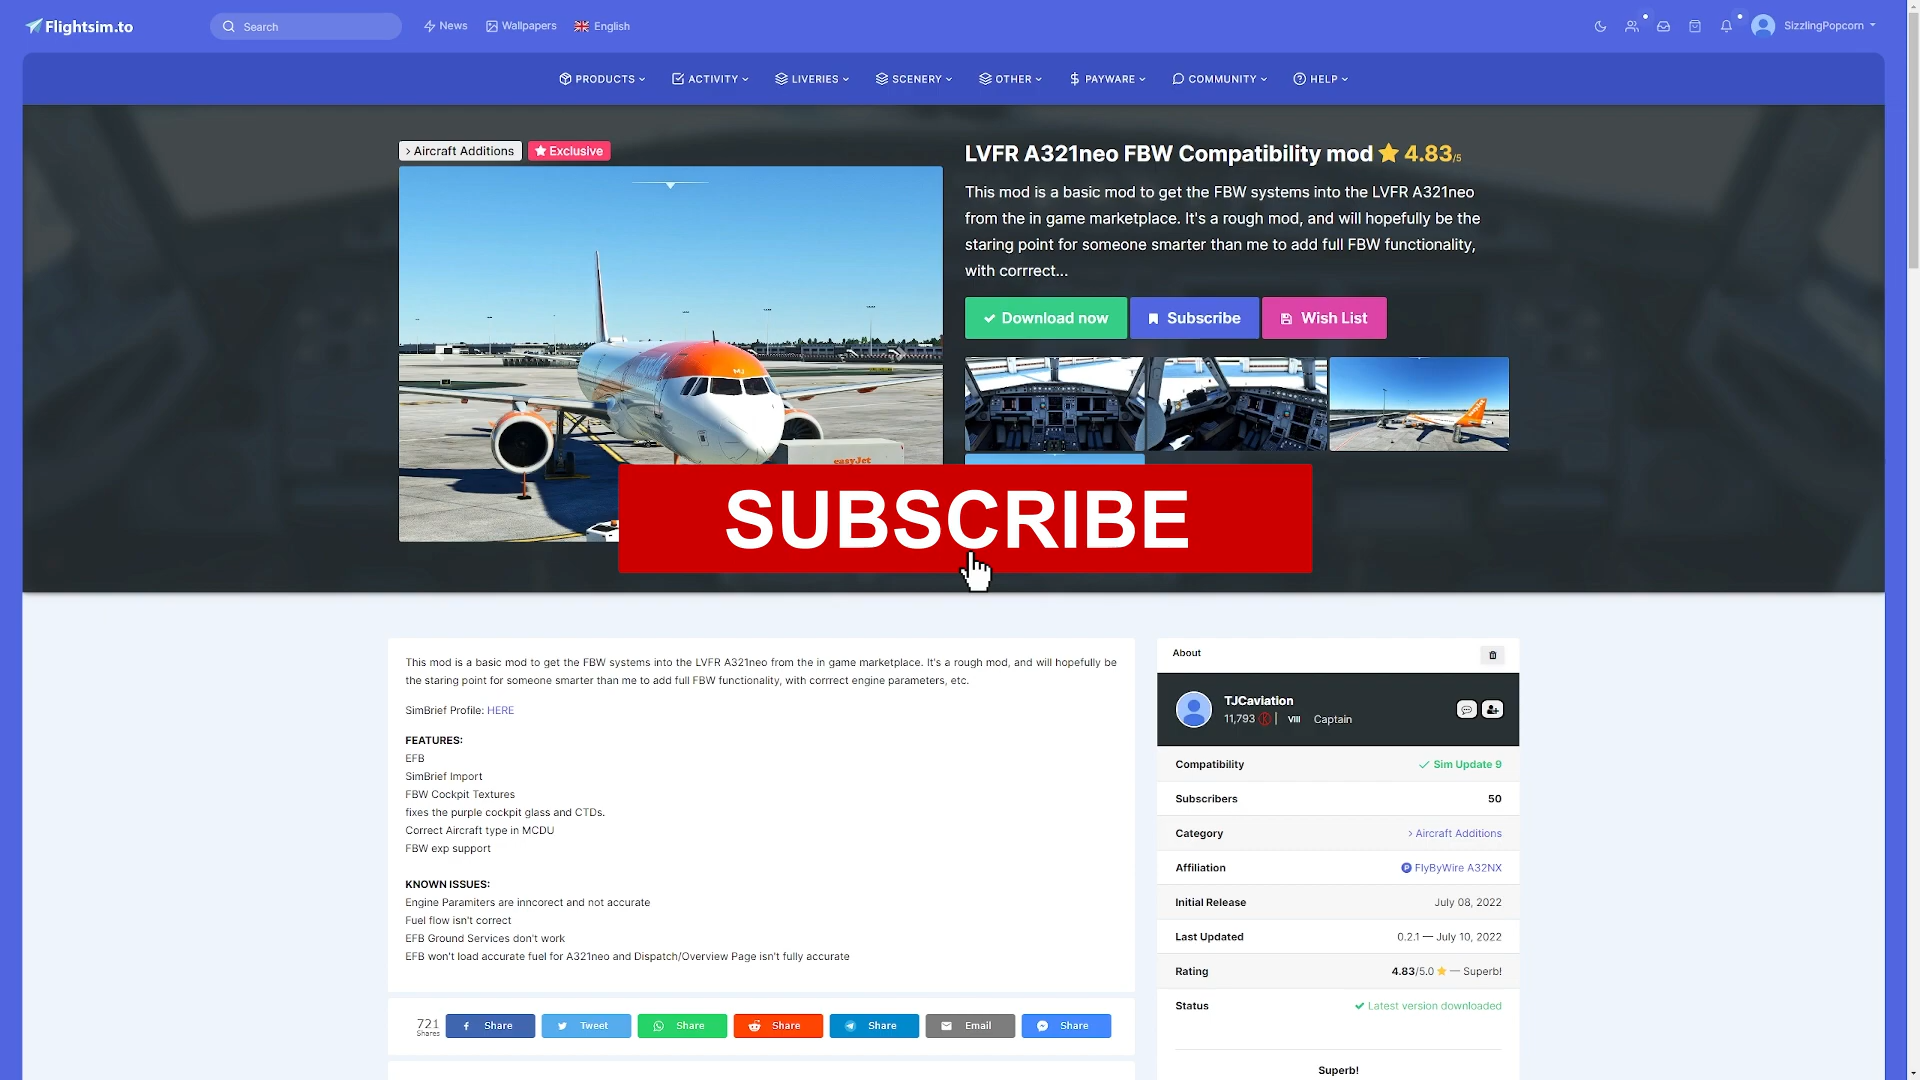 Flightsim.to
Search
News
Wallpapers
English
SizzlingPopcorn
PRODUCTS
ACTIVITY
LIVERIES
SCENERY
OTHER
PAYWARE
COMMUNITY
HELP
> Aircraft Additions
Exclusive
LVFR A321neo FBW Compatibility mod 4.83/5
This mod is a basic mod to get the FBW systems into the LVFR A321neo
from the in game marketplace. It's a rough mod, and will hopefully be the
staring point for someone smarter than me to add full FBW functionality,
with corrrect...
Download now
Subscribe
Wish List
easyJet
SUBSCRIBE
This mod is a basic mod to get the FBW systems into the LVFR A321neo from the in game marketplace. It's a rough mod, and will hopefully be
the staring point for someone smarter than me to add full FBW functionality, with corrrect engine parameters, etc.
SimBrief Profile: HERE
FEATURES:
EFB
SimBrief Import
FBW Cockpit Textures
fixes the purple cockpit glass and CTDs.
Correct Aircraft type in MCDU
FBW exp support
KNOWN ISSUES:
Engine Paramiters are inncorect and not accurate
Fuel flow isn't correct
EFB Ground Services don't work
EFB won't load accurate fuel for A321neo and Dispatch/Overview Page isn't fully accurate
721
Shares
Share
Tweet
Share
Share
Share
Email
Share
About
TJCaviation
11,793 | VIII Captain
Compatibility Sim Update 9
Subscribers 50
Category > Aircraft Additions
Affiliation FlyByWire A32NX
Initial Release July 08, 2022
Last Updated 0.2.1 — July 10, 2022
Rating 4.83/5.0 — Superb!
Status Latest version downloaded
Superb!